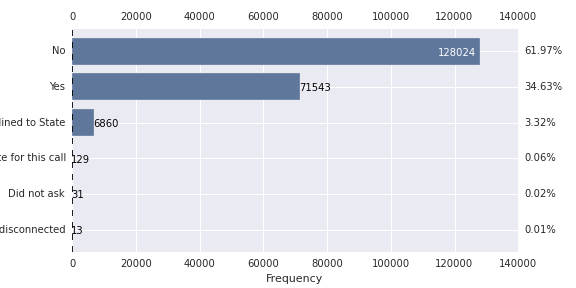 0 20000 40000 60000 80000 100000 120000 140000
No 128024 61.97%
Yes 71543 34.63%
to State 6860 3.32%
for this call 129 0.06%
Did not ask 31 0.02%
disconnected 13 0.01%
0 20000 40000 60000 80000 100000 120000 140000
Frequency